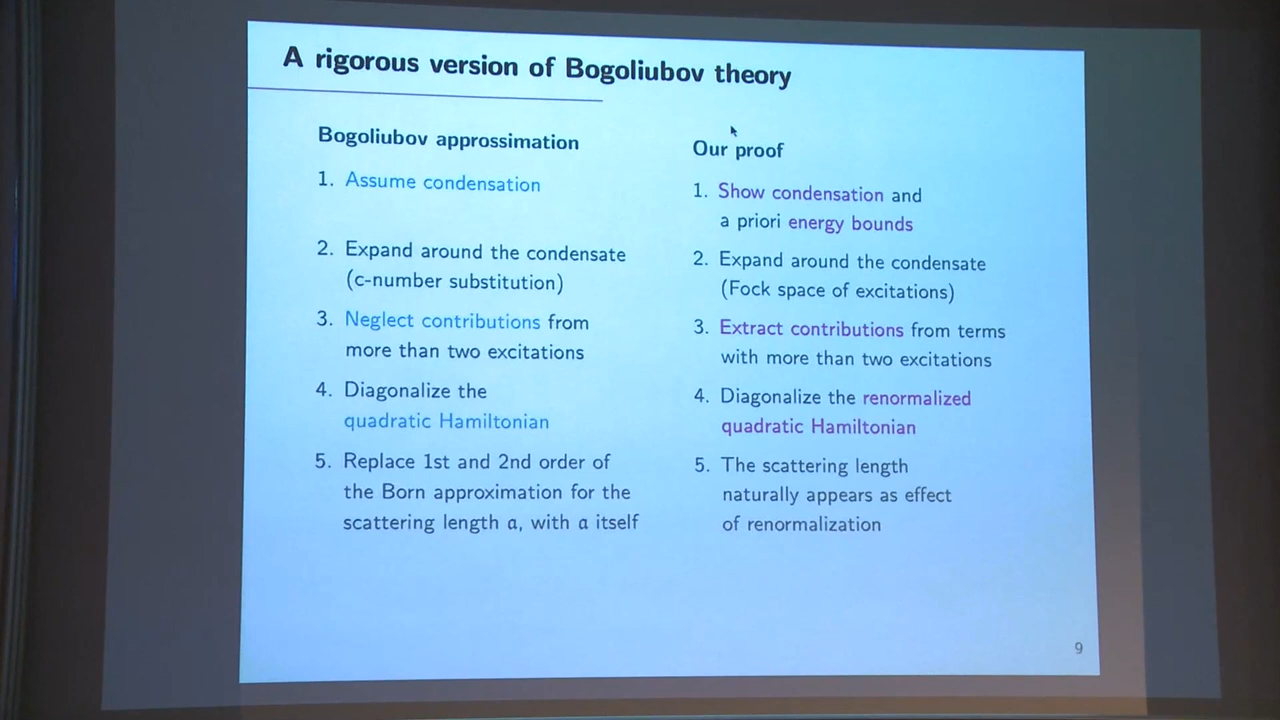 A rigorous version of Bogoliubov theory
Bogoliubov approssimation
1. Assume condensation
2. Expand around the condensate
(c-number substitution)
3. Neglect contributions from
more than two excitations
4. Diagonalize the
quadratic Hamiltonian
5. Replace 1st and 2nd order of
the Born approximation for the
scattering length a, with a itself
Our proof
1. Show condensation and
a priori energy bounds
2. Expand around the condensate
(Fock space of excitations)
3. Extract contributions from terms
with more than two excitations
4. Diagonalize the renormalized
quadratic Hamiltonian
5. The scattering length
naturally appears as effect
of renormalization
9